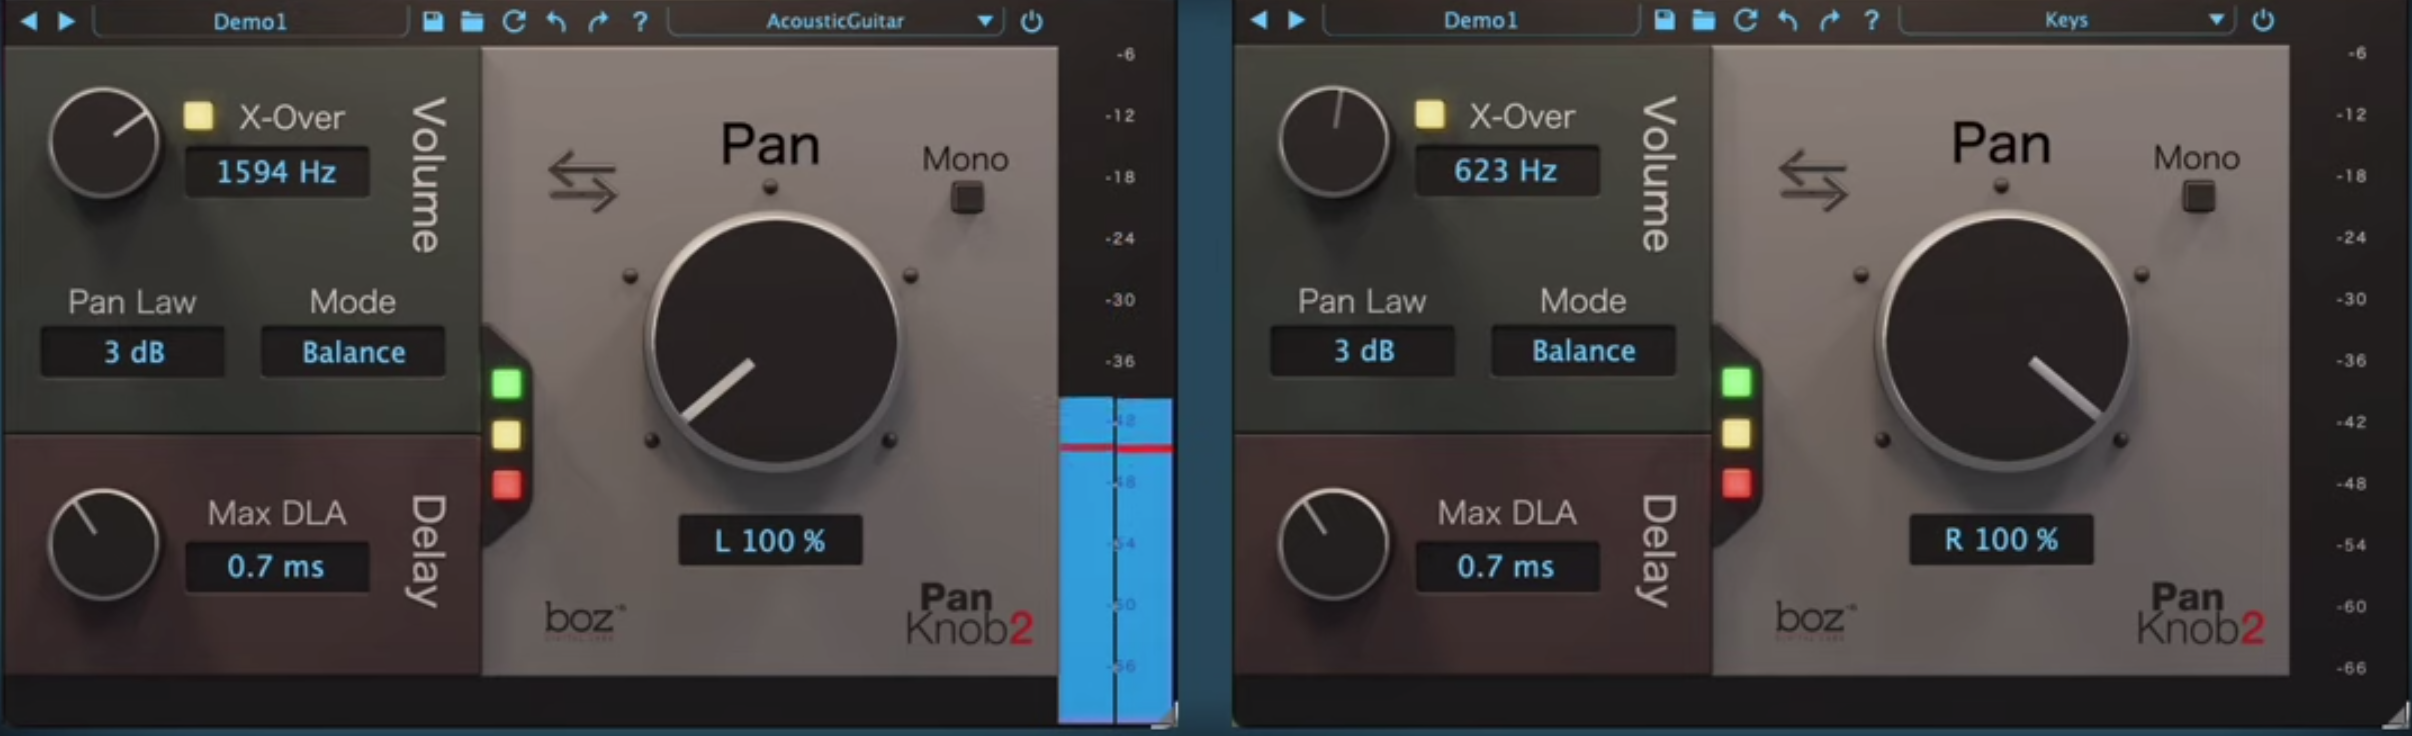 Demo1
?
AcousticGuitar
X-Over
1594 Hz
Volume
Pan Law
Mode
3 dB
Balance
Max DLA
0.7 ms
Delay
Pan
Mono
L 100 %
boz
Pan
Knob2
-6
-12
-18
-24
-30
-36
-42
-48
-54
-60
-66
Demo1
?
Keys
X-Over
623 Hz
Volume
Pan Law
Mode
3 dB
Balance
Max DLA
0.7 ms
Delay
Pan
Mono
R 100 %
boz
Pan
Knob2
-6
-12
-18
-24
-30
-36
-42
-48
-54
-60
-66